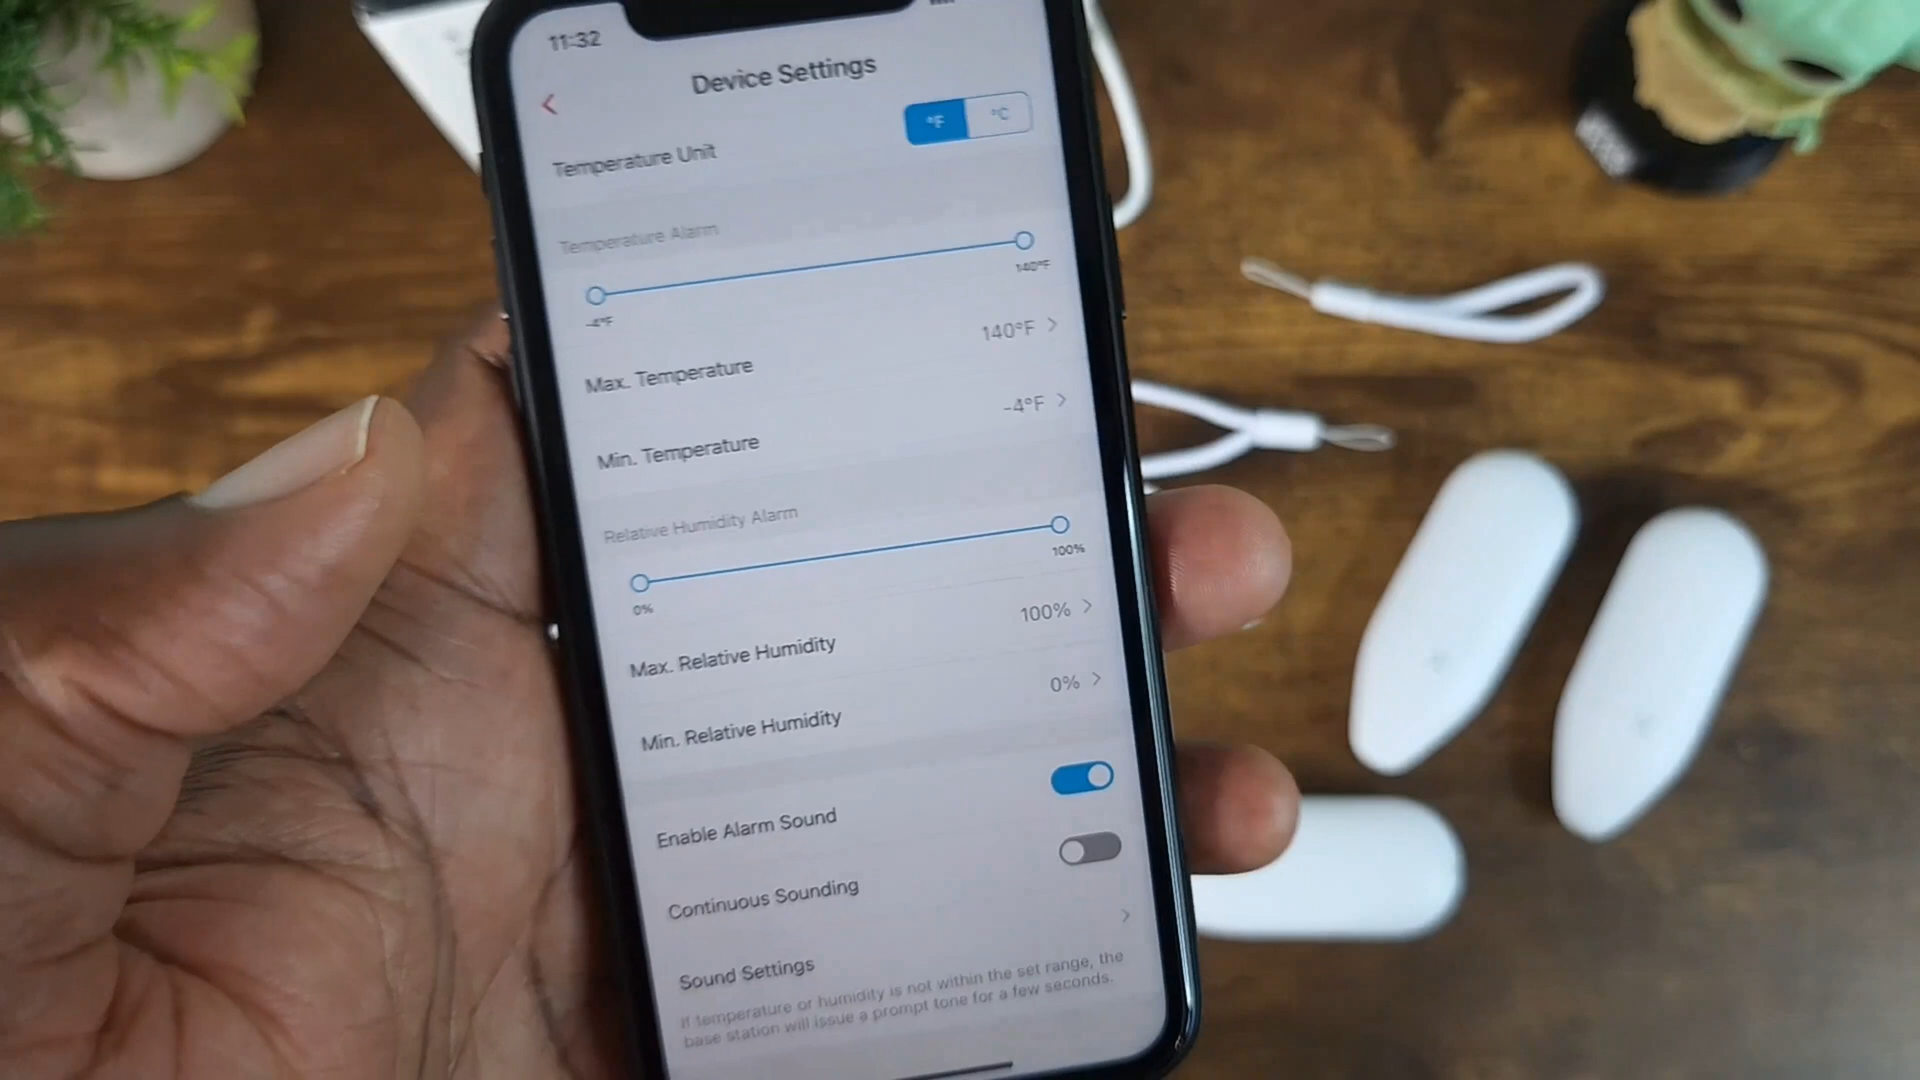 11:32
Device Settings
Temperature Unit
°F
°C
Temperature Alarm
-4°F
140°F
Max. Temperature
140°F
Min. Temperature
-4°F
Relative Humidity Alarm
0%
100%
Max. Relative Humidity
100%
Min. Relative Humidity
0%
Enable Alarm Sound
Continuous Sounding
Sound Settings
If temperature or humidity is not within the set range, the
base station will issue a prompt tone for a few seconds.